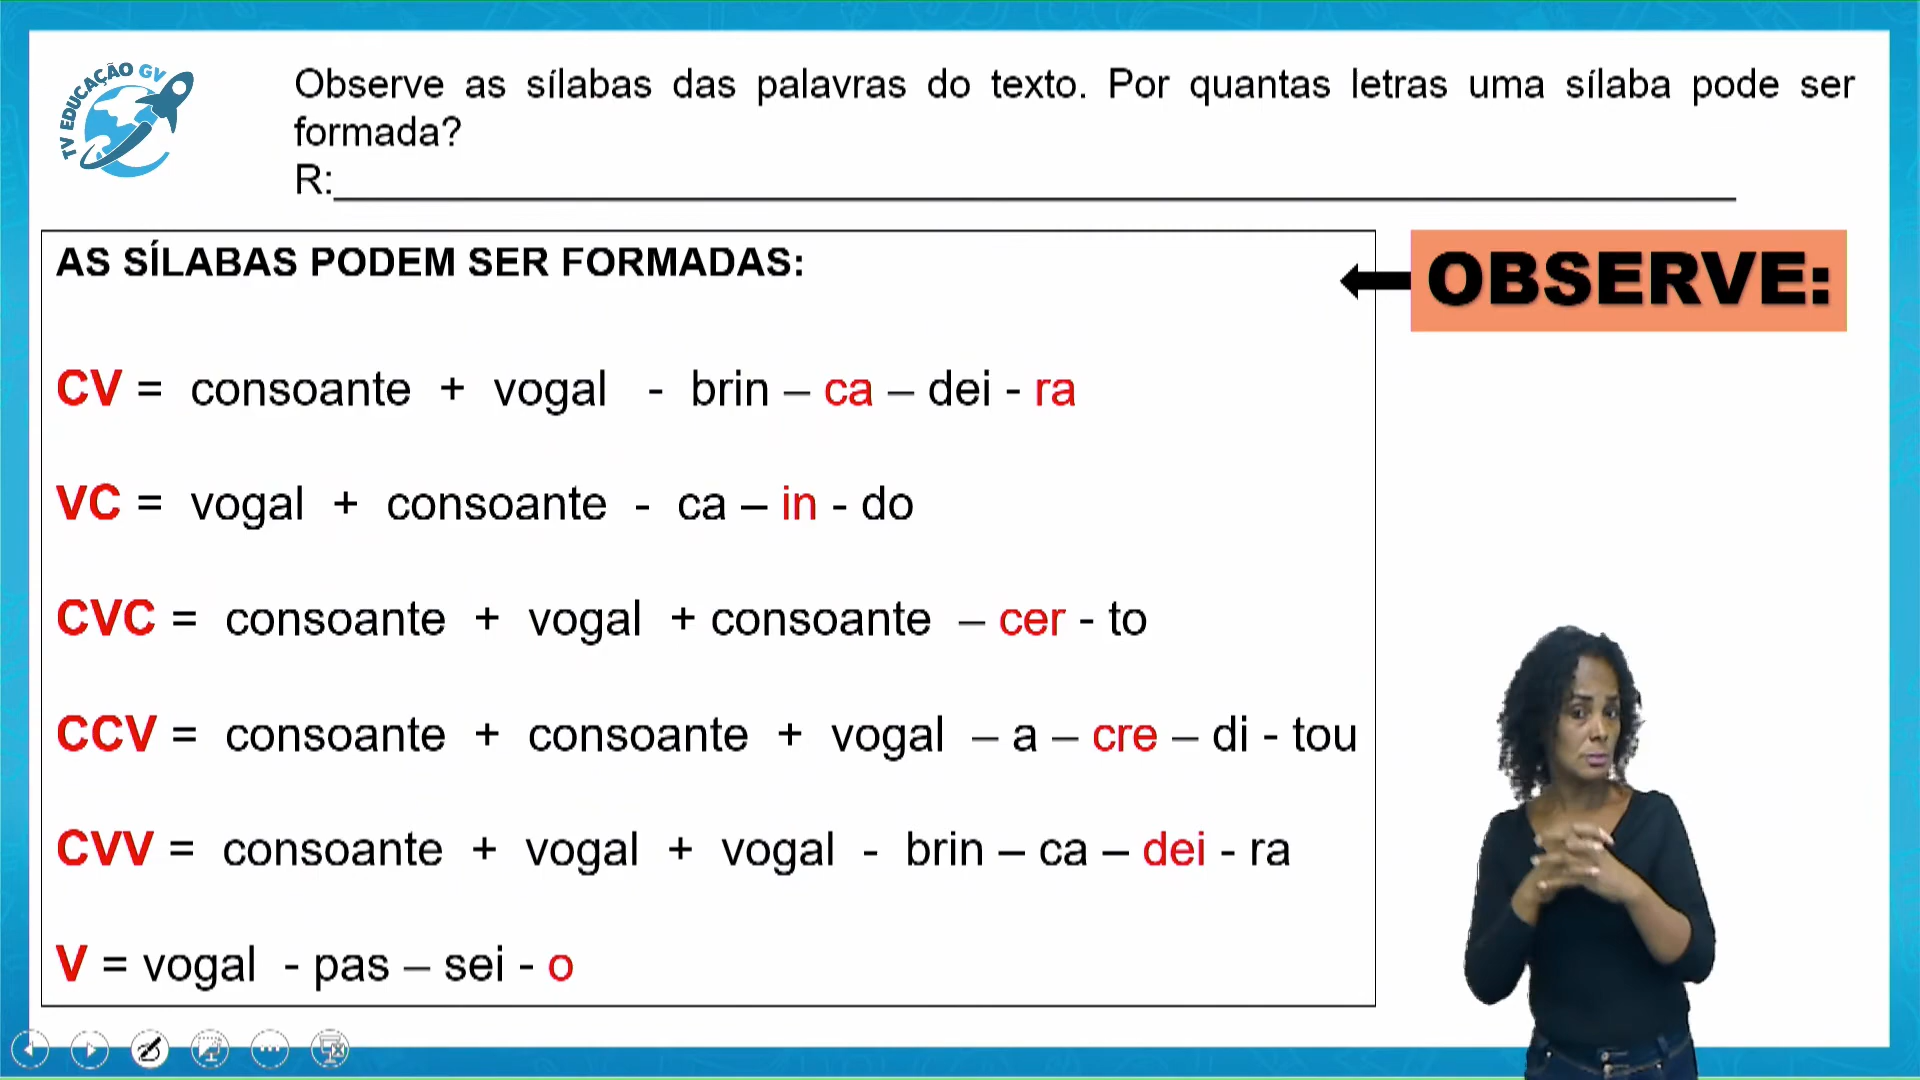 TV EDUCAÇÃO GV
Observe as sílabas das palavras do texto. Por quantas letras uma sílaba pode ser
formada?
R:
AS SÍLABAS PODEM SER FORMADAS:
OBSERVE:
CV = consoante + vogal - brin – ca – dei - ra
VC = vogal + consoante - ca – in - do
CVC = consoante + vogal + consoante – cer - to
CCV = consoante + consoante + vogal – a – cre – di - tou
CVV = consoante + vogal + vogal - brin – ca – dei - ra
V = vogal - pas – sei - o